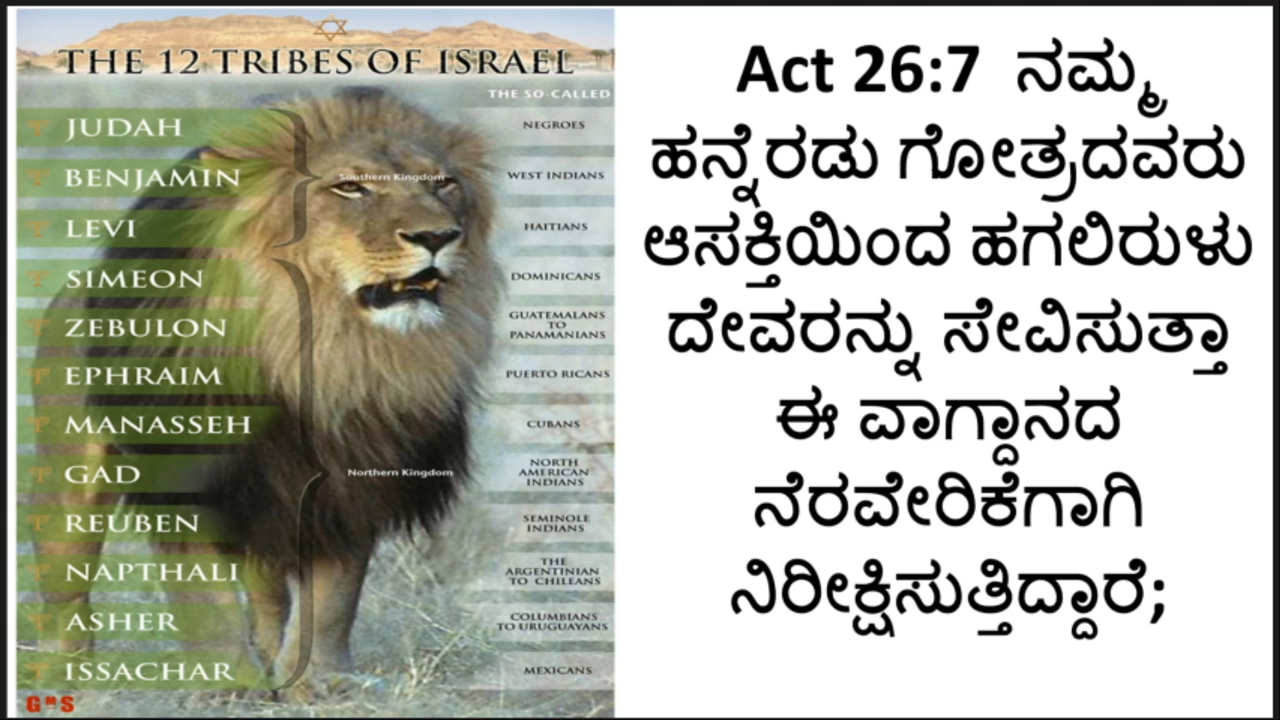 THE 12 TRIBES OF ISRAEL
THE SO-CALLED
JUDAH
NEGROES
BENJAMIN
Southern Kingdom
WEST INDIANS
LEVI
HAITIANS
SIMEON
DOMINICANS
ZEBULON
GUATEMALANS
TO
PANAMANIANS
EPHRAIM
PUERTO RICANS
MANASSEH
CUBANS
GAD
Northern Kingdom
NORTH
AMERICAN
INDIANS
REUBEN
SEMINOLE
INDIANS
NAPTHALI
THE
ARGENTINIAN
TO CHILEANS
ASHER
COLUMBIANS
TO URUGUAYANS
ISSACHAR
MEXICANS
GMS
Act 26:7 ನಮ್ಮ
ಹನ್ನೆರಡು ಗೋತ್ರದವರು
ಆಸಕ್ತಿಯಿಂದ ಹಗಲಿರುಳು
ದೇವರನ್ನು ಸೇವಿಸುತ್ತಾ
ಈ ವಾಗ್ದಾನದ
ನೆರವೇರಿಕೆಗಾಗಿ
ನಿರೀಕ್ಷಿಸುತ್ತಿದ್ದಾರೆ;